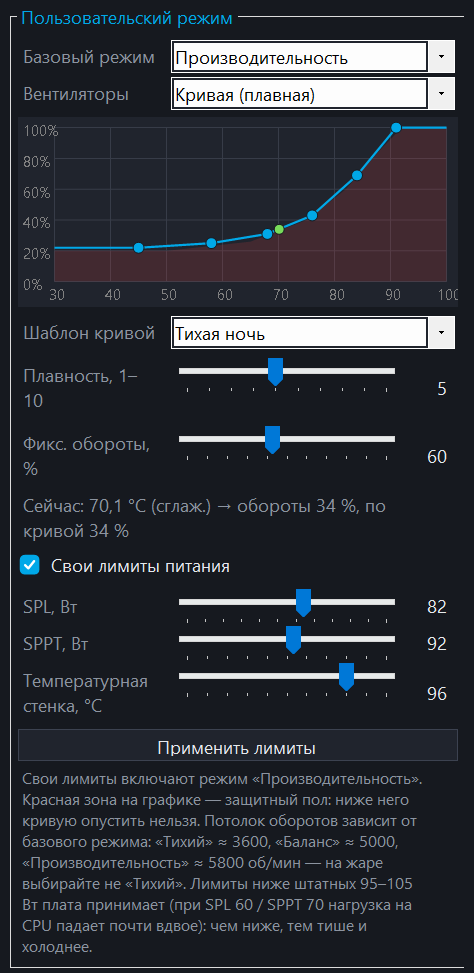 Пользовательский режим
Базовый режим Производительность
Вентиляторы Кривая (плавная)
100%
80%
60%
40%
20%
0%
30 40 50 60 70 80 90 100
Шаблон кривой Тихая ночь
Плавность, 1–
10
5
Фикс. обороты,
%
60
Сейчас: 70,1 °C (сглаж.) → обороты 34 %, по
кривой 34 %
Свои лимиты питания
SPL, Вт 82
SPPT, Вт 92
Температурная
стенка, °C
96
Применить лимиты
Свои лимиты включают режим «Производительность».
Красная зона на графике — защитный пол: ниже него
кривую опустить нельзя. Потолок оборотов зависит от
базового режима: «Тихий» ≈ 3600, «Баланс» ≈ 5000,
«Производительность» ≈ 5800 об/мин — на жаре
выбирайте не «Тихий». Лимиты ниже штатных 95–105
Вт плата принимает (при SPL 60 / SPPT 70 нагрузка на
CPU падает почти вдвое): чем ниже, тем тише и
холоднее.